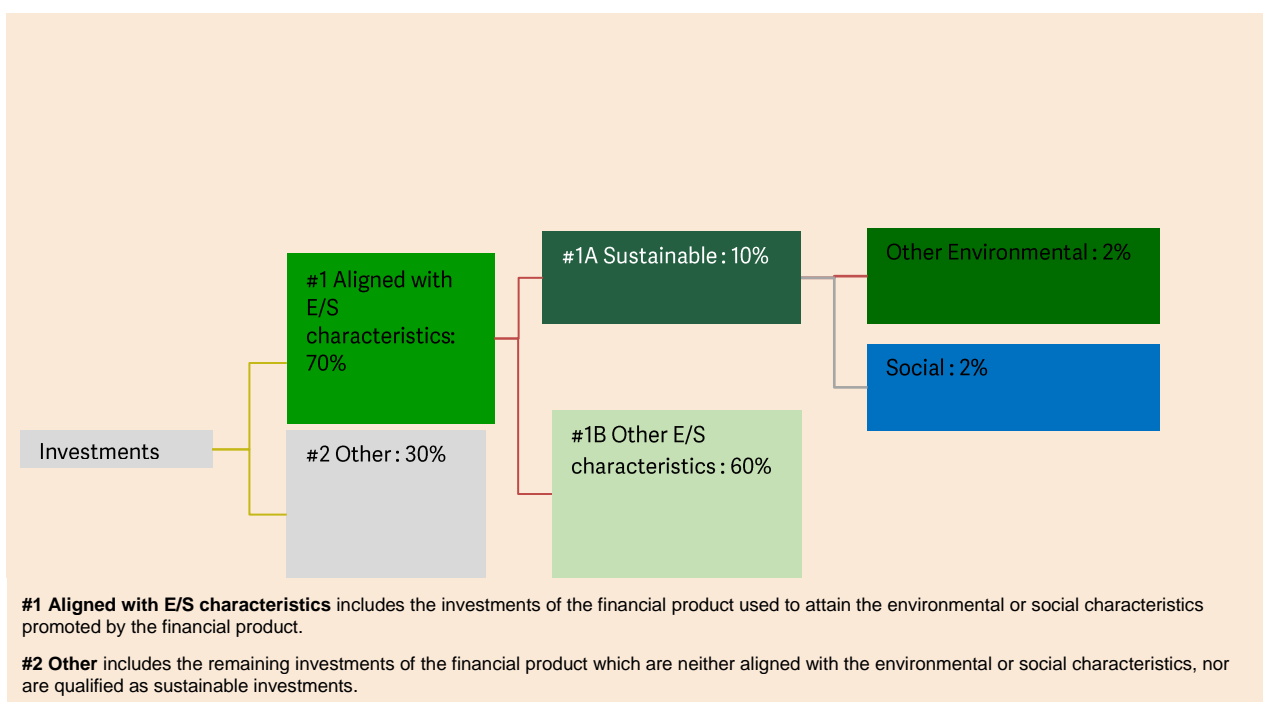 Investments
#1 Aligned with
E/S
characteristics:
70%
#2 Other : 30%
#1A Sustainable : 10%
#1B Other E/S
characteristics : 60%
Other Environmental : 2%
Social : 2%
#1 Aligned with E/S characteristics includes the investments of the financial product used to attain the environmental or social characteristics
promoted by the financial product.
#2 Other includes the remaining investments of the financial product which are neither aligned with the environmental or social characteristics, nor
are qualified as sustainable investments.